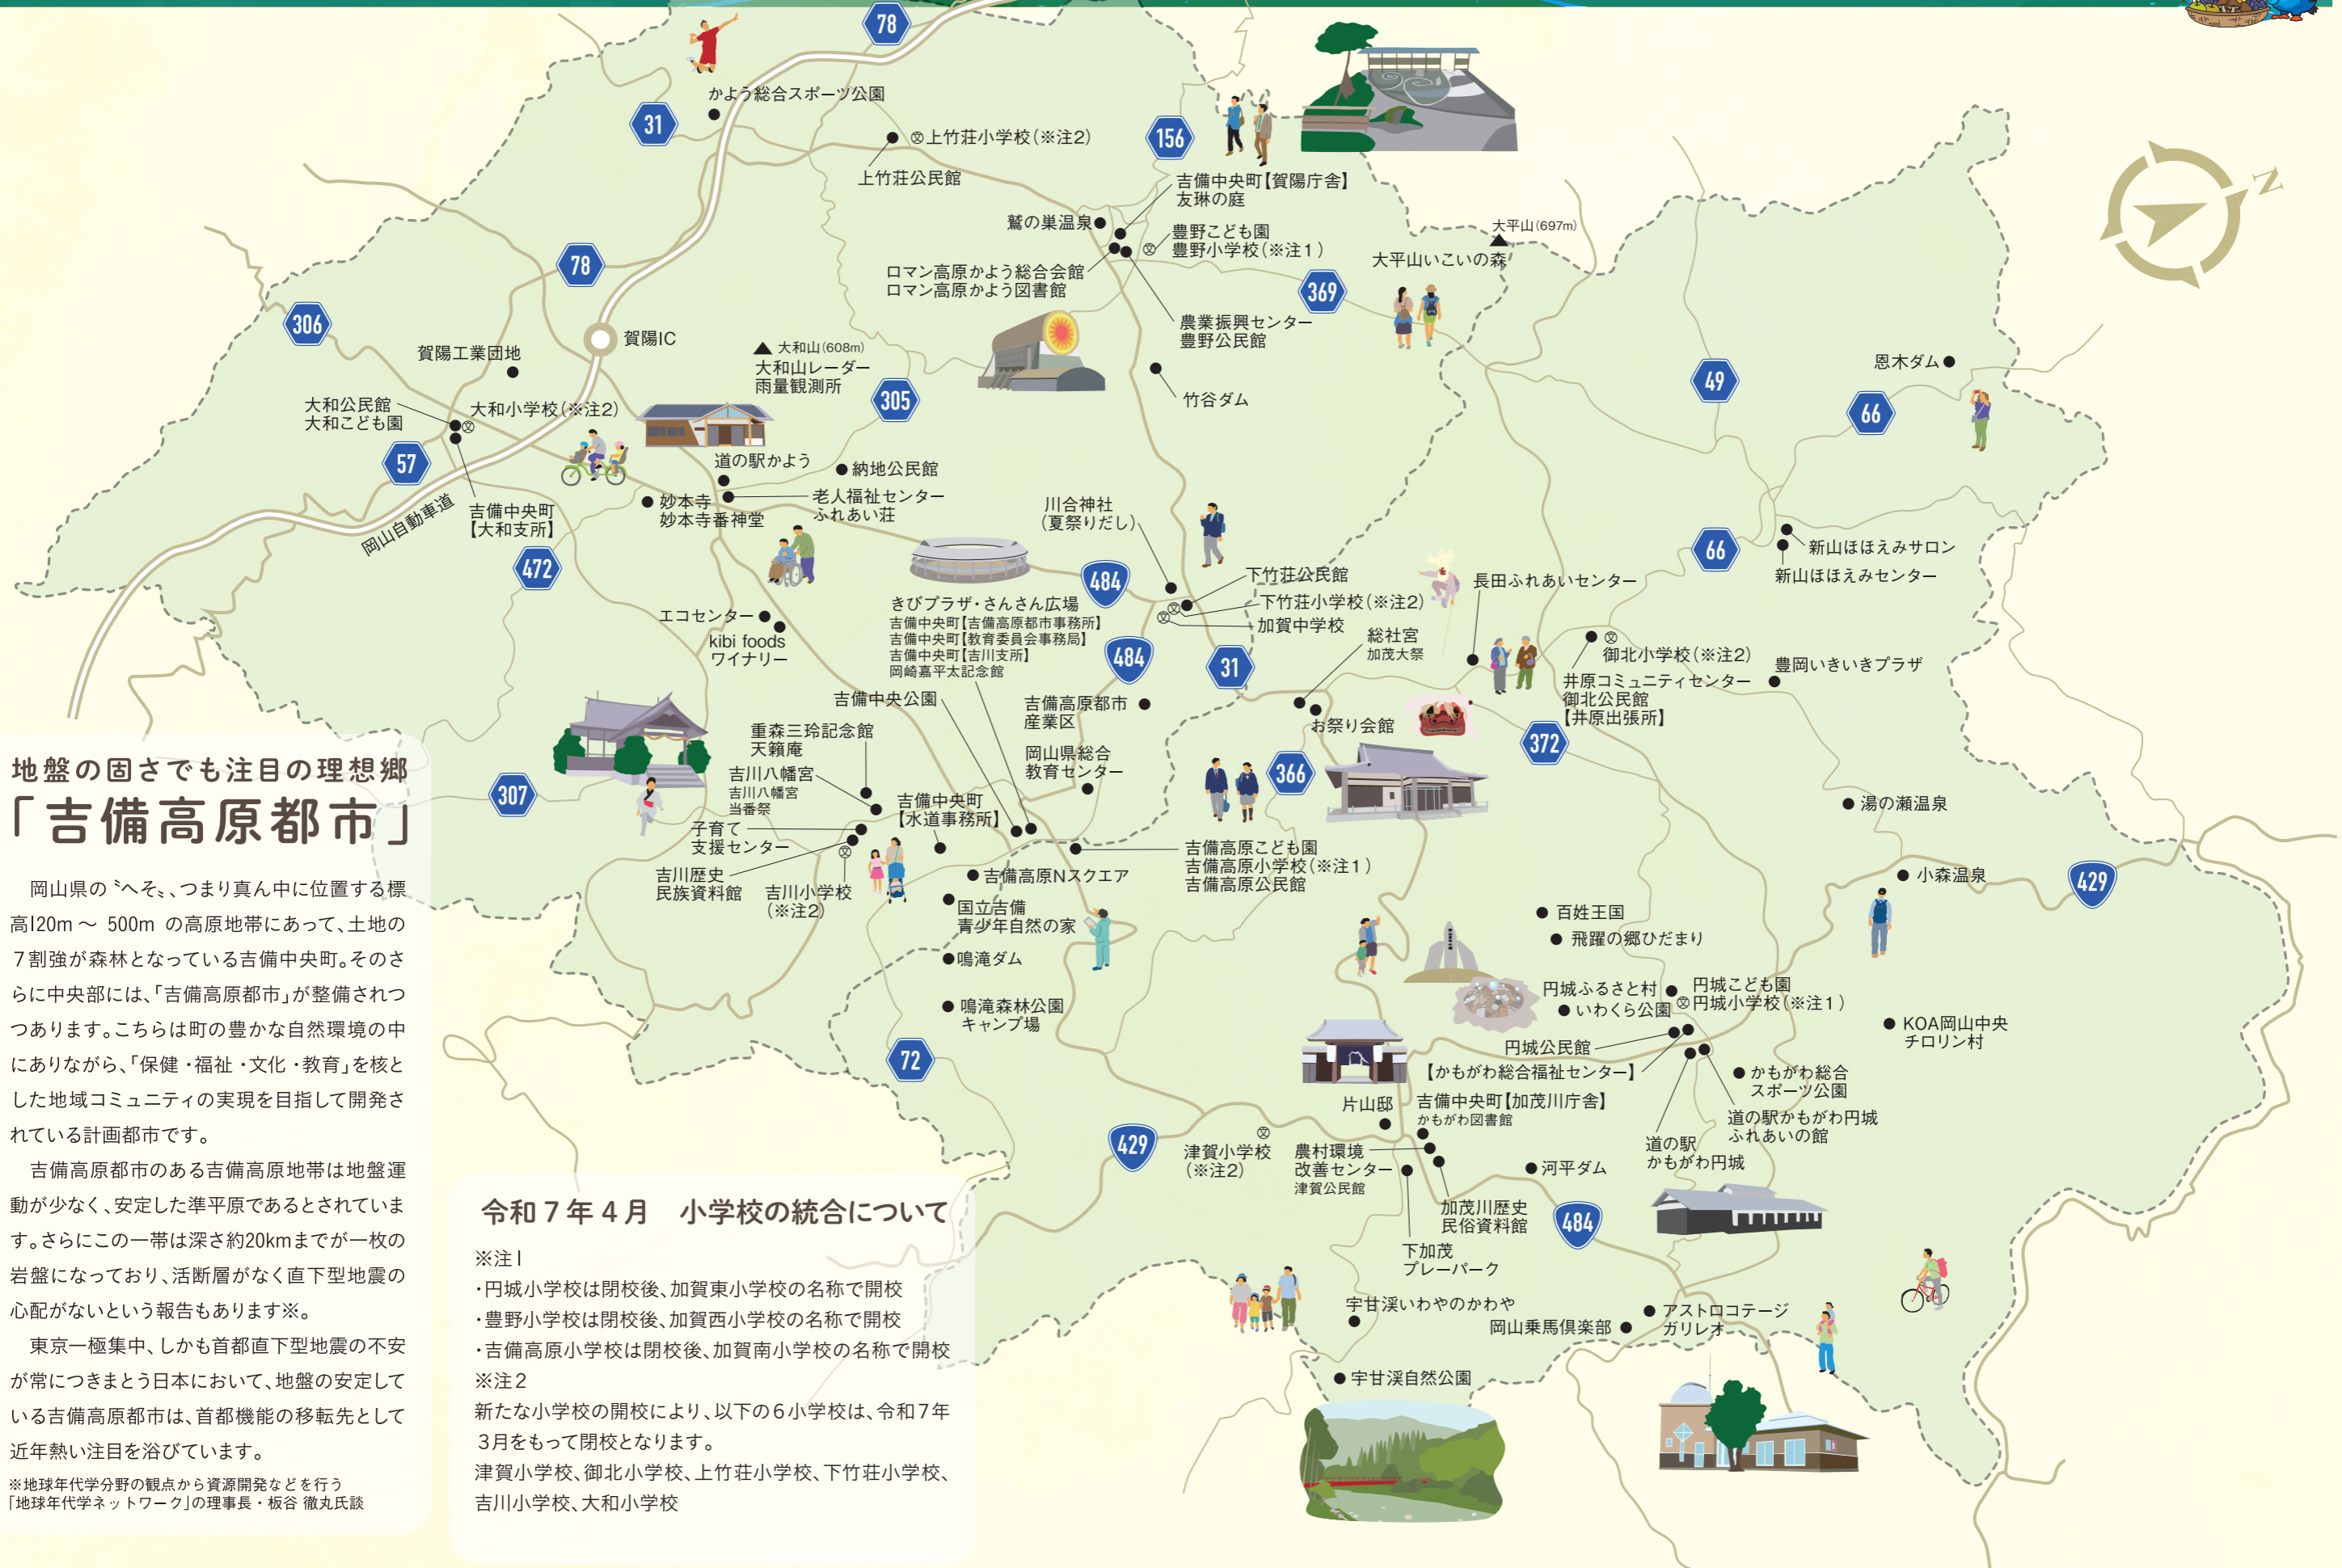 78
かよう総合スポーツ公園
31
上竹荘小学校(※注2)
上竹荘公民館
156
吉備中央町【賀陽庁舎】
友琳の庭
鷲の巣温泉
豊野こども園
豊野小学校(※注1)
ロマン高原かよう総合会館
ロマン高原かよう図書館
369
農業振興センター
豊野公民館
竹谷ダム
大平山(697m)
大平山いこいの森
N
78
306
賀陽IC
賀陽工業団地
大和山(608m)
大和山レーダー
雨量観測所
305
大和公民館
大和こども園
大和小学校(※注2)
57
岡山自動車道
吉備中央町
【大和支所】
472
道の駅かよう
納地公民館
妙本寺
妙本寺番神堂
老人福祉センター
ふれあい荘
49
恩木ダム
66
66
新山ほほえみサロン
新山ほほえみセンター
川合神社
(夏祭りだし)
484
下竹荘公民館
下竹荘小学校(※注2)
加賀中学校
エコセンター
kibi foods
ワイナリー
きびプラザ・さんさん広場
吉備中央町【吉備高原都市事務所】
吉備中央町【教育委員会事務局】
吉備中央町【吉川支所】
岡崎嘉平太記念館
484
31
総社宮
加茂大祭
お祭り会館
長田ふれあいセンター
御北小学校(※注2)
井原コミュニティセンター
御北公民館
【井原出張所】
豊岡いきいきプラザ
372
366
吉備中央公園
吉備高原都市
産業区
岡山県総合
教育センター
重森三玲記念館
天籟庵
吉川八幡宮
吉川八幡宮
当番祭
子育て
支援センター
吉川歴史
民族資料館
吉川小学校
(※注2)
吉備中央町
【水道事務所】
307
吉備高原こども園
吉備高原小学校(※注1)
吉備高原公民館
吉備高原Nスクエア
国立吉備
青少年自然の家
鳴滝ダム
鳴滝森林公園
キャンプ場
72
湯の瀬温泉
小森温泉
429
百姓王国
飛躍の郷ひだまり
円城ふるさと村
いわくら公園
円城こども園
円城小学校(※注1)
KOA岡山中央
チロリン村
円城公民館
【かもがわ総合福祉センター】
かもがわ総合
スポーツ公園
道の駅かもがわ円城
ふれあいの館
道の駅
かもがわ円城
片山邸
吉備中央町【加茂川庁舎】
かもがわ図書館
429
津賀小学校
(※注2)
農村環境
改善センター
津賀公民館
加茂川歴史
民俗資料館
下加茂
プレーパーク
河平ダム
484
宇甘渓いわやのかわや
アストロコテージ
ガリレオ
岡山乗馬倶楽部
宇甘渓自然公園
地盤の固さでも注目の理想郷
「吉備高原都市」
岡山県の〝へそ〟、つまり真ん中に位置する標
高120m～ 500m の高原地帯にあって、土地の
7割強が森林となっている吉備中央町。そのさ
らに中央部には、「吉備高原都市」が整備されつ
つあります。こちらは町の豊かな自然環境の中
にありながら、「保健・福祉・文化・教育」を核と
した地域コミュニティの実現を目指して開発さ
れている計画都市です。
吉備高原都市のある吉備高原地帯は地盤運
動が少なく、安定した準平原であるとされていま
す。さらにこの一帯は深さ約20kmまでが一枚の
岩盤になっており、活断層がなく直下型地震の
心配がないという報告もあります※。
東京一極集中、しかも首都直下型地震の不安
が常につきまとう日本において、地盤の安定して
いる吉備高原都市は、首都機能の移転先として
近年熱い注目を浴びています。
※地球年代学分野の観点から資源開発などを行う
「地球年代学ネットワーク」の理事長・板谷 徹丸氏談
令和7年4月 小学校の統合について
※注1
・円城小学校は閉校後、加賀東小学校の名称で開校
・豊野小学校は閉校後、加賀西小学校の名称で開校
・吉備高原小学校は閉校後、加賀南小学校の名称で開校
※注2
新たな小学校の開校により、以下の6小学校は、令和7年
3月をもって閉校となります。
津賀小学校、御北小学校、上竹荘小学校、下竹荘小学校、
吉川小学校、大和小学校